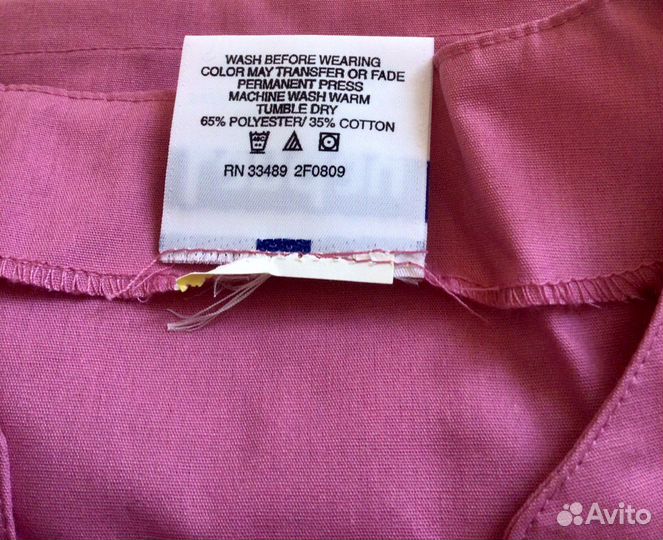 WASH BEFORE WEARING
COLOR MAY TRANSFER OR FADE
PERMANENT PRESS
MACHINE WASH WARM
TUMBLE DRY
65% POLYESTER/ 35% COTTON
RN 33489 2F0809
Avito